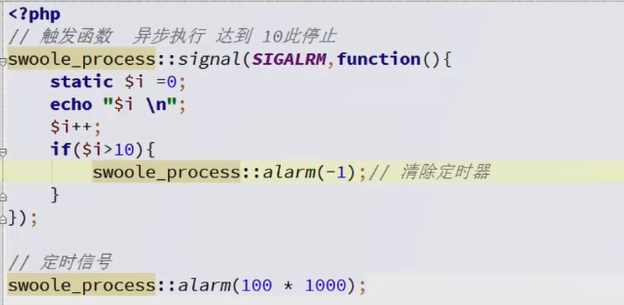 <?php
// 触发函数  异步执行 达到 10此停止
swoole_process::signal(SIGALRM,function(){
    static $i =0;
    echo "$i \n";
    $i++;
    if($i>10){
        swoole_process::alarm(-1);// 清除定时器
    }
});

// 定时信号
swoole_process::alarm(100 * 1000);